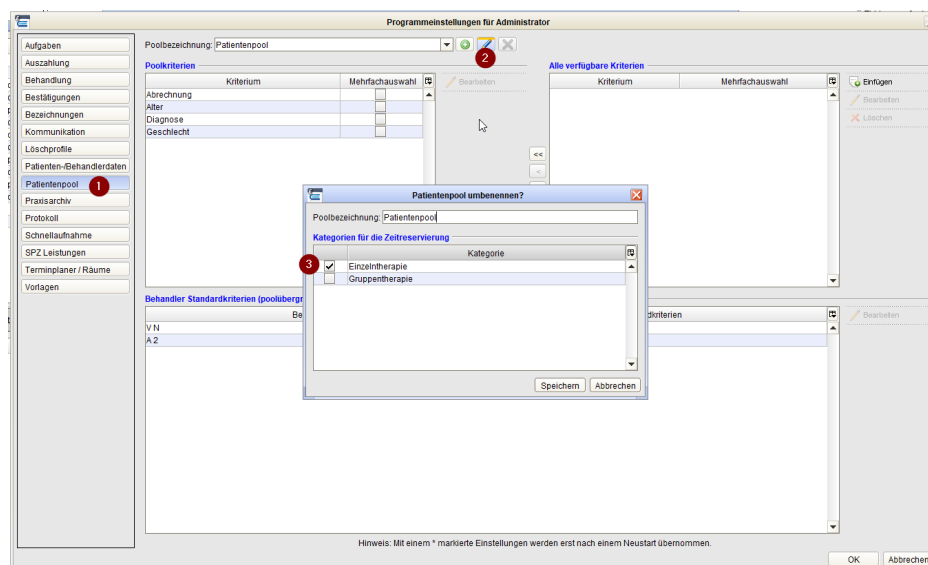 Programmeinstellungen für Administrator
Aufgaben
Auszahlung
Behandlung
Bestätigungen
Bezeichnungen
Kommunikation
Löschprofile
Patienten-/Behandlerdaten
Patientenpool
1
Praxisarchiv
Protokoll
Schnellaufnahme
SPZ Leistungen
Terminplaner / Räume
Vorlagen
Poolbezeichnung: Patientenpool
2
Poolkriterien
Kriterium Mehrfachauswahl
Abrechnung
Alter
Diagnose
Geschlecht
Bearbeiten
<<
<
Alle verfügbare Kriterien
Kriterium Mehrfachauswahl
Einfügen
Bearbeiten
Löschen
Patientenpool umbenennen?
Poolbezeichnung: Patientenpool
Kategorien für die Zeitreservierung
Kategorie
3
Einzelntherapie
Gruppentherapie
Speichern Abbrechen
Behandler Standardkriterien (poolübergr
Be
dkriterien
Bearbeiten
V N
A 2
Hinweis: Mit einem * markierte Einstellungen werden erst nach einem Neustart übernommen.
OK Abbrechen